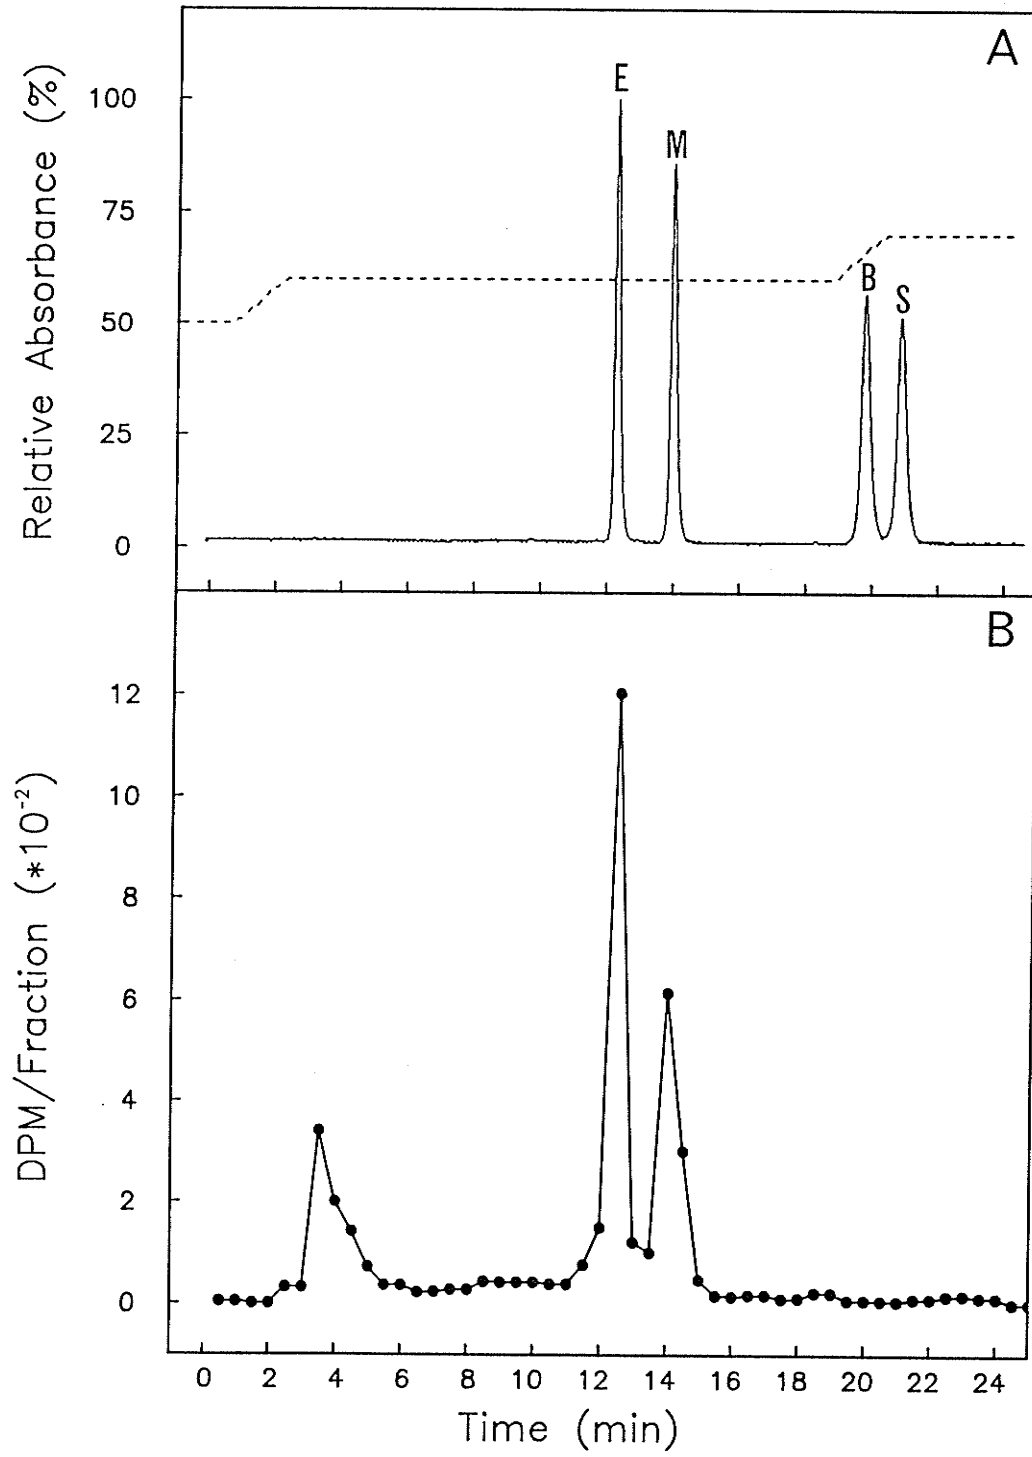 A
Relative Absorbance (%)
100
75
50
25
0
E
M
B
S
B
DPM/Fraction (*10⁻²)
12
10
8
6
4
2
0
0 2 4 6 8 10 12 14 16 18 20 22 24
Time (min)